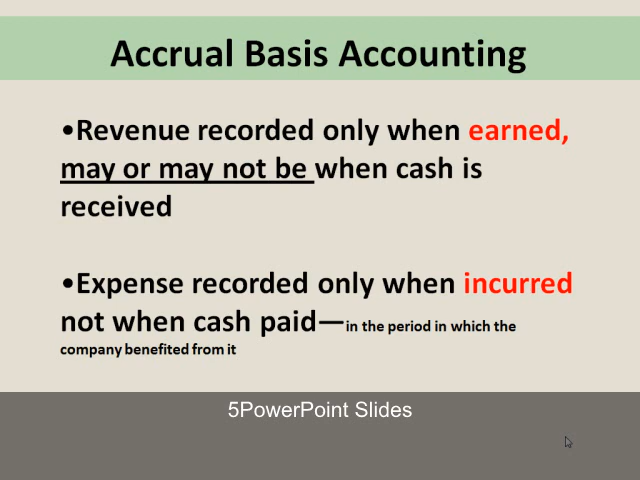 Accrual Basis Accounting
•Revenue recorded only when earned,
may or may not be when cash is
received
•Expense recorded only when incurred
not when cash paid—in the period in which the
company benefited from it
5PowerPoint Slides